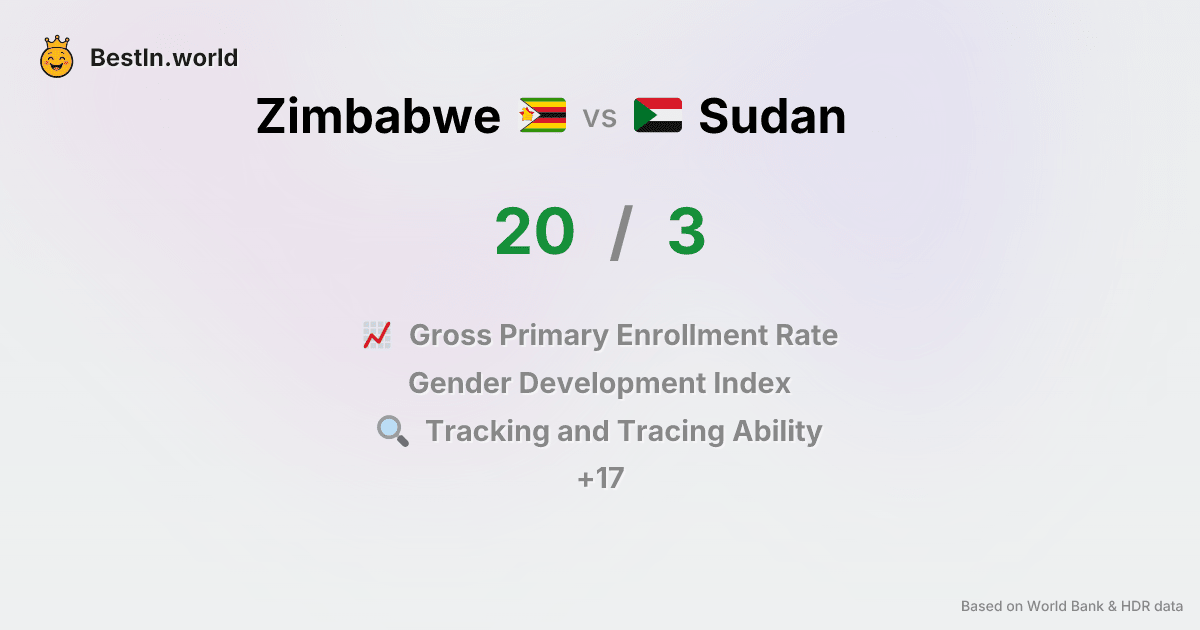 BestIn.world
Zimbabwe vs Sudan
20 / 3
Gross Primary Enrollment Rate
Gender Development Index
Tracking and Tracing Ability
+17
Based on World Bank & HDR data